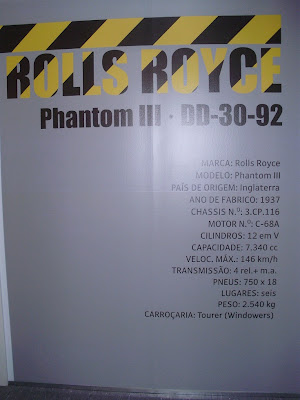 ROLLS ROYCE
Phantom III · DD-30-92
MARCA: Rolls Royce
MODELO: Phantom III
PAÍS DE ORIGEM: Inglaterra
ANO DE FABRICO: 1937
CHASSIS N.º: 3.CP.116
MOTOR N.º: C-68A
CILINDROS: 12 em V
CAPACIDADE: 7.340 cc
VELOC. MÁX.: 146 km/h
TRANSMISSÃO: 4 rel.+ m.a.
PNEUS: 750 x 18
LUGARES: seis
PESO: 2.540 kg
CARROÇARIA: Tourer (Windowers)